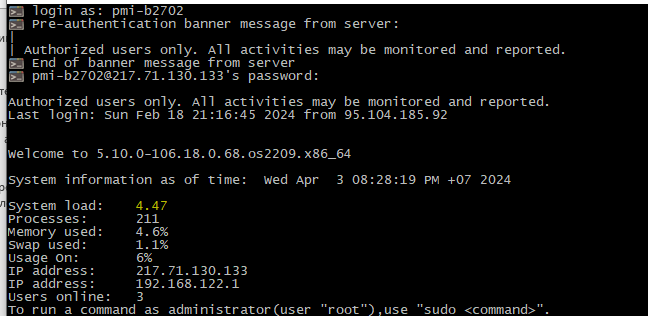 login as: pmi-b2702
Pre-authentication banner message from server:
|
| Authorized users only. All activities may be monitored and reported.
End of banner message from server
pmi-b2702@217.71.130.133's password:
Authorized users only. All activities may be monitored and reported.
Last login: Sun Feb 18 21:16:45 2024 from 95.104.185.92
Welcome to 5.10.0-106.18.0.68.os2209.x86_64
System information as of time:  Wed Apr  3 08:28:19 PM +07 2024
System load:    4.47
Processes:      211
Memory used:    4.6%
Swap used:      1.1%
Usage On:       6%
IP address:     217.71.130.133
IP address:     192.168.122.1
Users online:   3
To run a command as administrator(user "root"),use "sudo <command>".